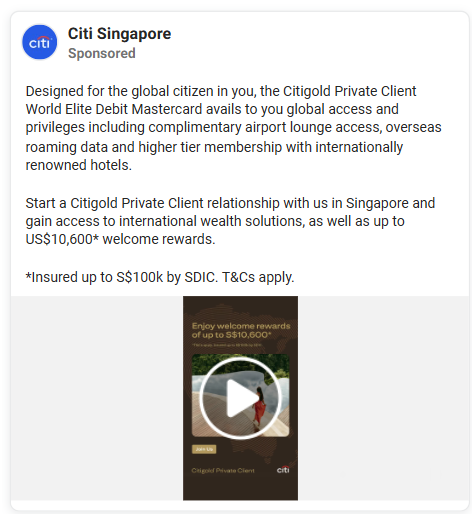 citi
Citi Singapore
Sponsored
Designed for the global citizen in you, the Citigold Private Client
World Elite Debit Mastercard avails to you global access and
privileges including complimentary airport lounge access, overseas
roaming data and higher tier membership with internationally
renowned hotels.
Start a Citigold Private Client relationship with us in Singapore and
gain access to international wealth solutions, as well as up to
US$10,600* welcome rewards.
*Insured up to S$100k by SDIC. T&Cs apply.
Enjoy welcome rewards
of up to S$10,600*
Join Us
Citigold Private Client
citi